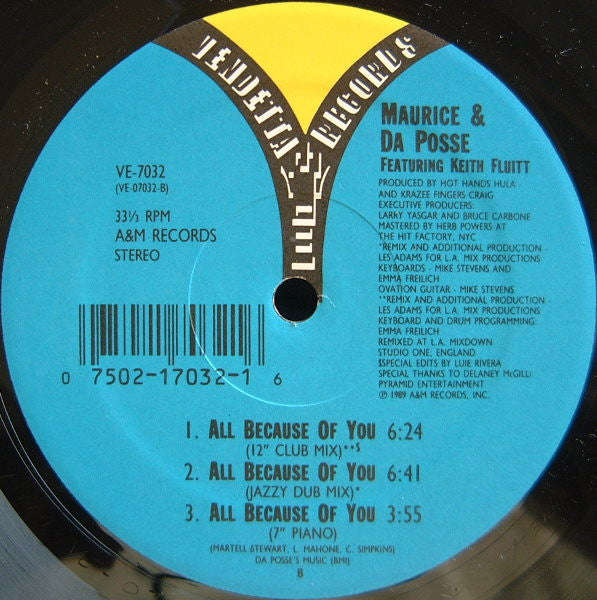 VENDETTA RECORDS
VE-7032
(VE-07032-B)
33⅓ RPM
A&M RECORDS
STEREO
MAURICE &
DA POSSE
FEATURING KEITH FLUITT
PRODUCED BY HOT HANDS HULA
AND KRAZEE FINGERS CRAIG
EXECUTIVE PRODUCERS:
LARRY YASGAR AND BRUCE CARBONE
MASTERED BY HERB POWERS AT
THE HIT FACTORY, NYC
*REMIX AND ADDITIONAL PRODUCTION -
LES ADAMS FOR L.A. MIX PRODUCTIONS
KEYBOARDS - MIKE STEVENS AND
EMMA FREILICH
OVATION GUITAR - MIKE STEVENS
**REMIX AND ADDITIONAL PRODUCTION -
LES ADAMS FOR L.A. MIX PRODUCTIONS
KEYBOARD AND DRUM PROGRAMMING:
EMMA FREILICH
REMIXED AT L.A. MIXDOWN
STUDIO ONE, ENGLAND
$SPECIAL EDITS BY LUIE RIVERA
SPECIAL THANKS TO DELANEY McGILLI
PYRAMID ENTERTAINMENT
℗ 1989 A&M RECORDS, INC.
0 7502-17032-1 6
1. ALL BECAUSE OF YOU 6:24
(12" CLUB MIX)**$
2. ALL BECAUSE OF YOU 6:41
(JAZZY DUB MIX)*
3. ALL BECAUSE OF YOU 3:55
(7" PIANO)
(MARTELL STEWART, L. MAHONE, C. SIMPKINS)
DA POSSE'S MUSIC (BMI)
B